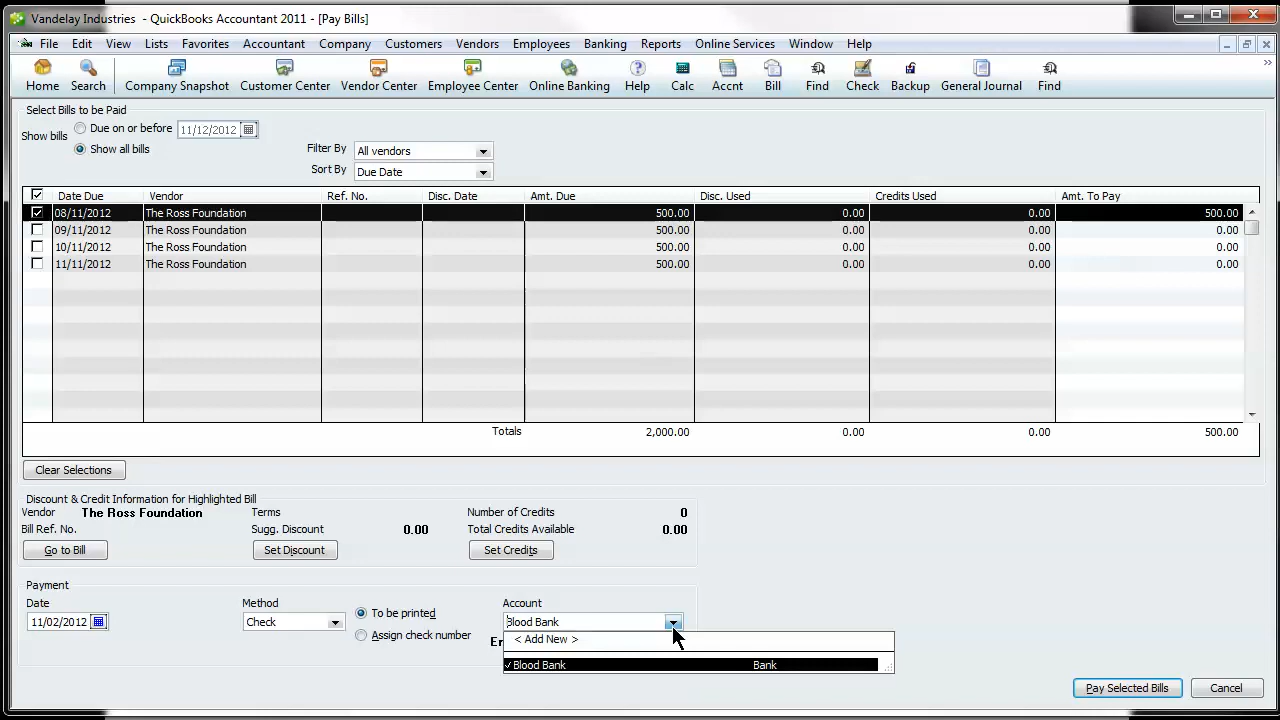 Vandelay Industries - QuickBooks Accountant 2011 - [Pay Bills]
File Edit View Lists Favorites Accountant Company Customers Vendors Employees Banking Reports Online Services Window Help
Home Search Company Snapshot Customer Center Vendor Center Employee Center Online Banking Help Calc Accnt Bill Find Check Backup General Journal Find
Select Bills to be Paid
Show bills Due on or before 11/12/2012
Show all bills
Filter By All vendors
Sort By Due Date
Date Due Vendor Ref. No. Disc. Date Amt. Due Disc. Used Credits Used Amt. To Pay
08/11/2012 The Ross Foundation 500.00 0.00 0.00 500.00
09/11/2012 The Ross Foundation 500.00 0.00 0.00 0.00
10/11/2012 The Ross Foundation 500.00 0.00 0.00 0.00
11/11/2012 The Ross Foundation 500.00 0.00 0.00 0.00
Totals 2,000.00 0.00 0.00 500.00
Clear Selections
Discount & Credit Information for Highlighted Bill
Vendor The Ross Foundation Terms Number of Credits 0
Bill Ref. No. Sugg. Discount 0.00 Total Credits Available 0.00
Go to Bill Set Discount Set Credits
Payment
Date Method To be printed Account
11/02/2012 Check Assign check number Blood Bank
< Add New >
Er
Blood Bank Bank
Pay Selected Bills Cancel